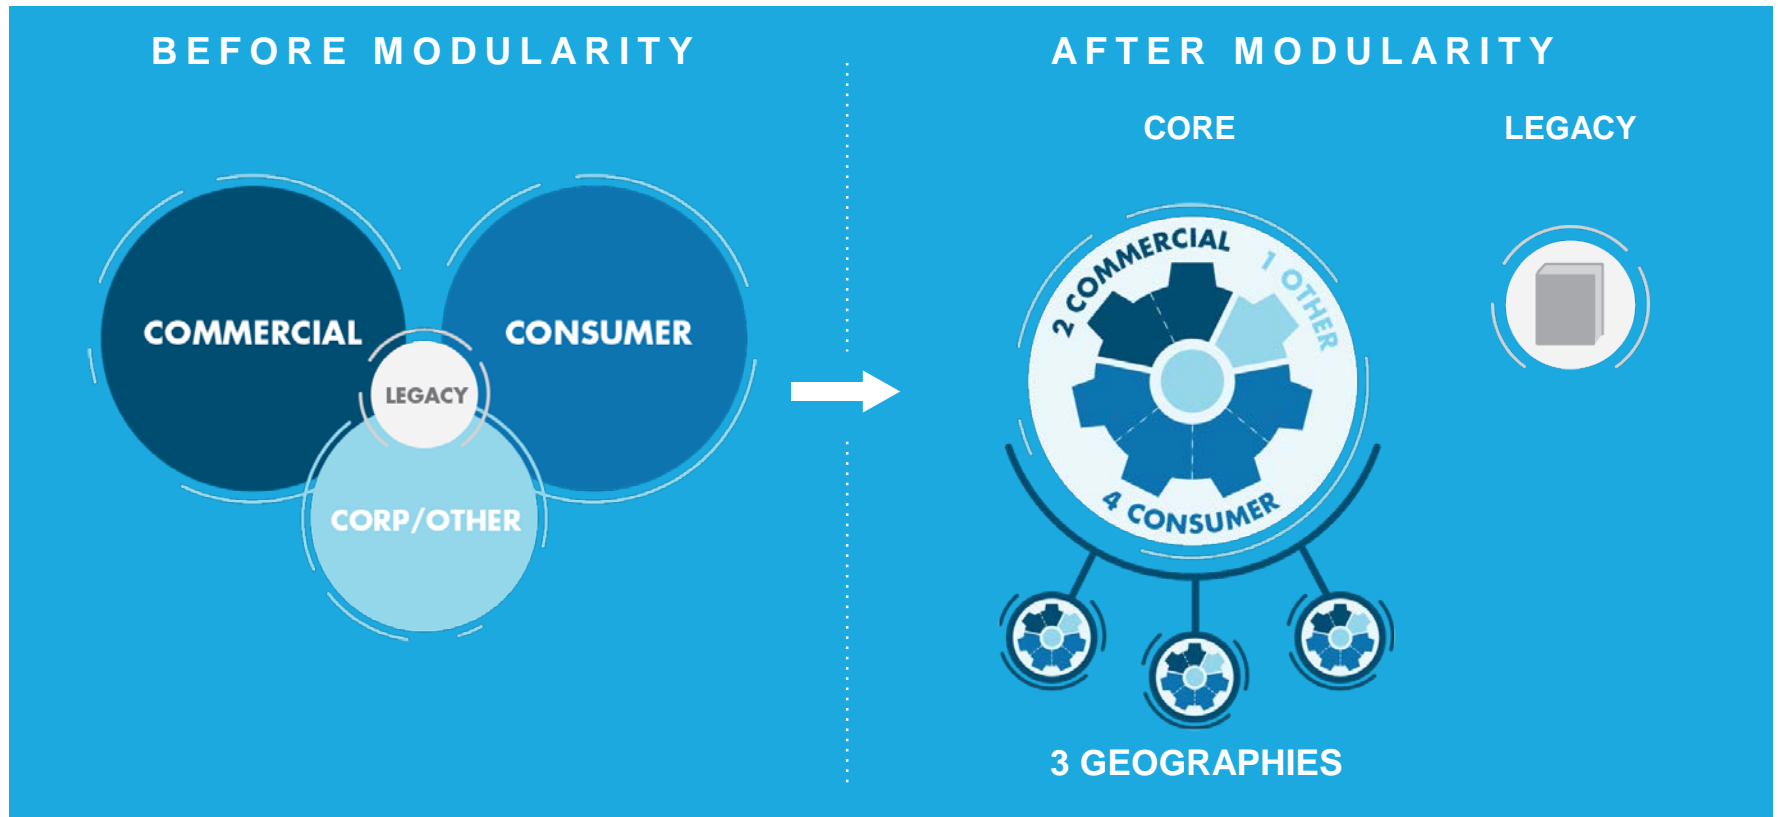 BEFORE MODULARITY
COMMERCIAL
CONSUMER
LEGACY
CORP/OTHER
AFTER MODULARITY
CORE
LEGACY
2 COMMERCIAL
1 OTHER
4 CONSUMER
3 GEOGRAPHIES